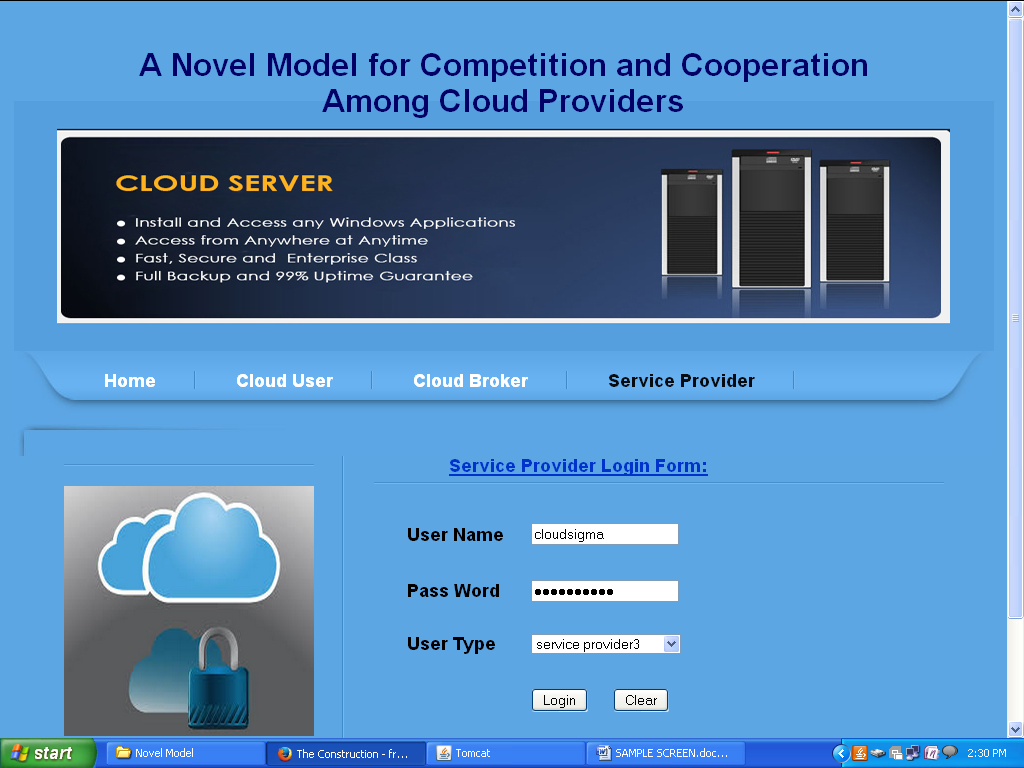 A Novel Model for Competition and Cooperation
Among Cloud Providers
CLOUD SERVER
● Install and Access any Windows Applications
● Access from Anywhere at Anytime
● Fast, Secure and Enterprise Class
● Full Backup and 99% Uptime Guarantee
Home Cloud User Cloud Broker Service Provider
Service Provider Login Form:
User Name cloudsigma
Pass Word ●●●●●●●●●●
User Type service provider3
Login Clear
start Novel Model The Construction - fr... Tomcat SAMPLE SCREEN.doc... 2:30 PM